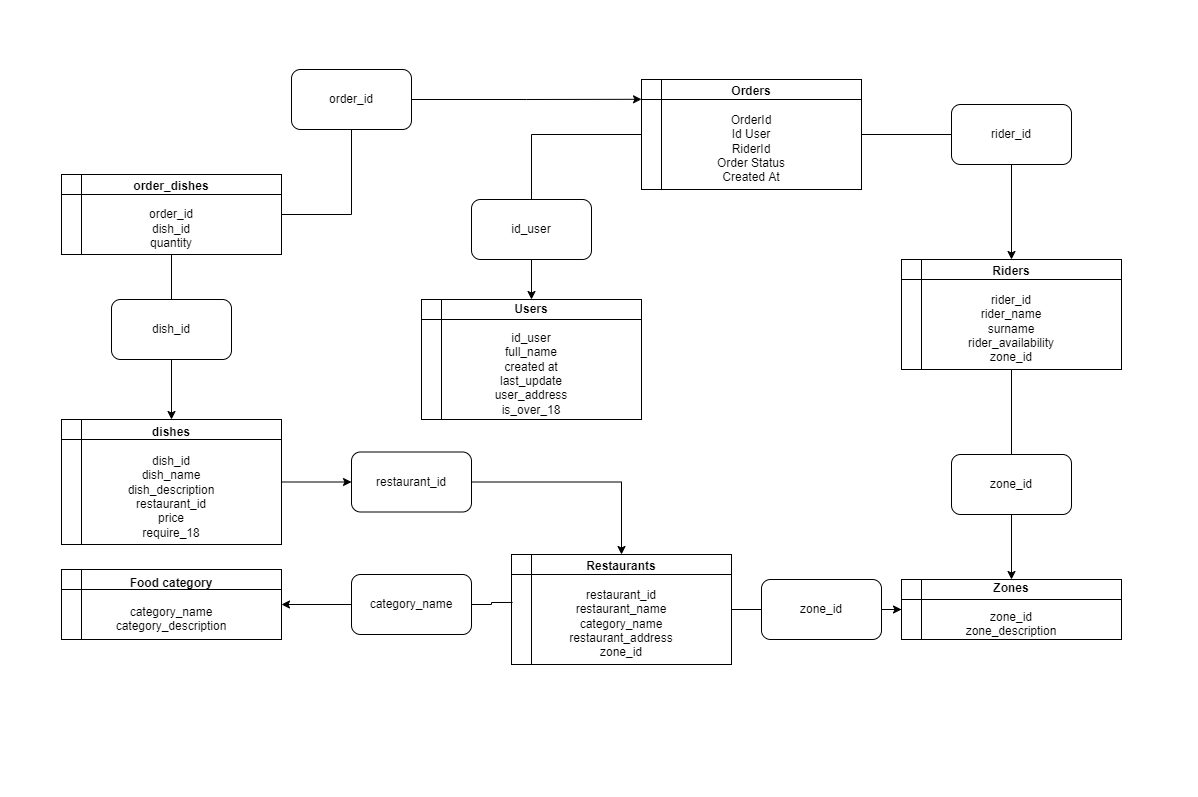 order_id
Orders
OrderId
Id User
RiderId
Order Status
Created At
rider_id
order_dishes
order_id
dish_id
quantity
id_user
Riders
rider_id
rider_name
surname
rider_availability
zone_id
dish_id
Users
id_user
full_name
created at
last_update
user_address
is_over_18
dishes
dish_id
dish_name
dish_description
restaurant_id
price
require_18
restaurant_id
zone_id
Food category
category_name
category_description
category_name
Restaurants
restaurant_id
restaurant_name
category_name
restaurant_address
zone_id
zone_id
Zones
zone_id
zone_description